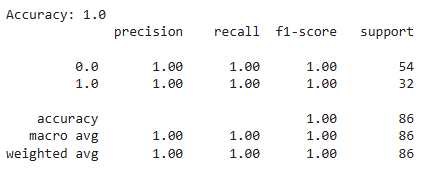 Accuracy: 1.0
precision recall f1-score support
0.0 1.00 1.00 1.00 54
1.0 1.00 1.00 1.00 32
accuracy 1.00 86
macro avg 1.00 1.00 1.00 86
weighted avg 1.00 1.00 1.00 86